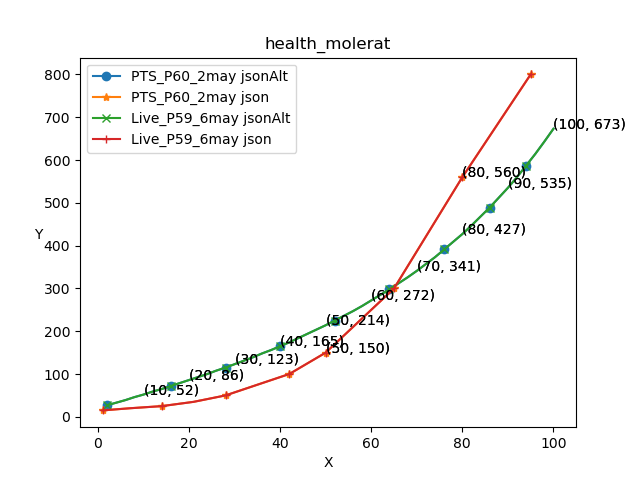 health_molerat
PTS_P60_2may jsonAlt
PTS_P60_2may json
Live_P59_6may jsonAlt
Live_P59_6may json
800
700
600
500
400
300
200
100
0
Y
(100, 673)
(80, 560)
(90, 535)
(80, 427)
(70, 341)
(60, 272)
(50, 214)
(40, 165)
(50, 150)
(30, 123)
(20, 86)
(10, 52)
0 20 40 60 80 100
X